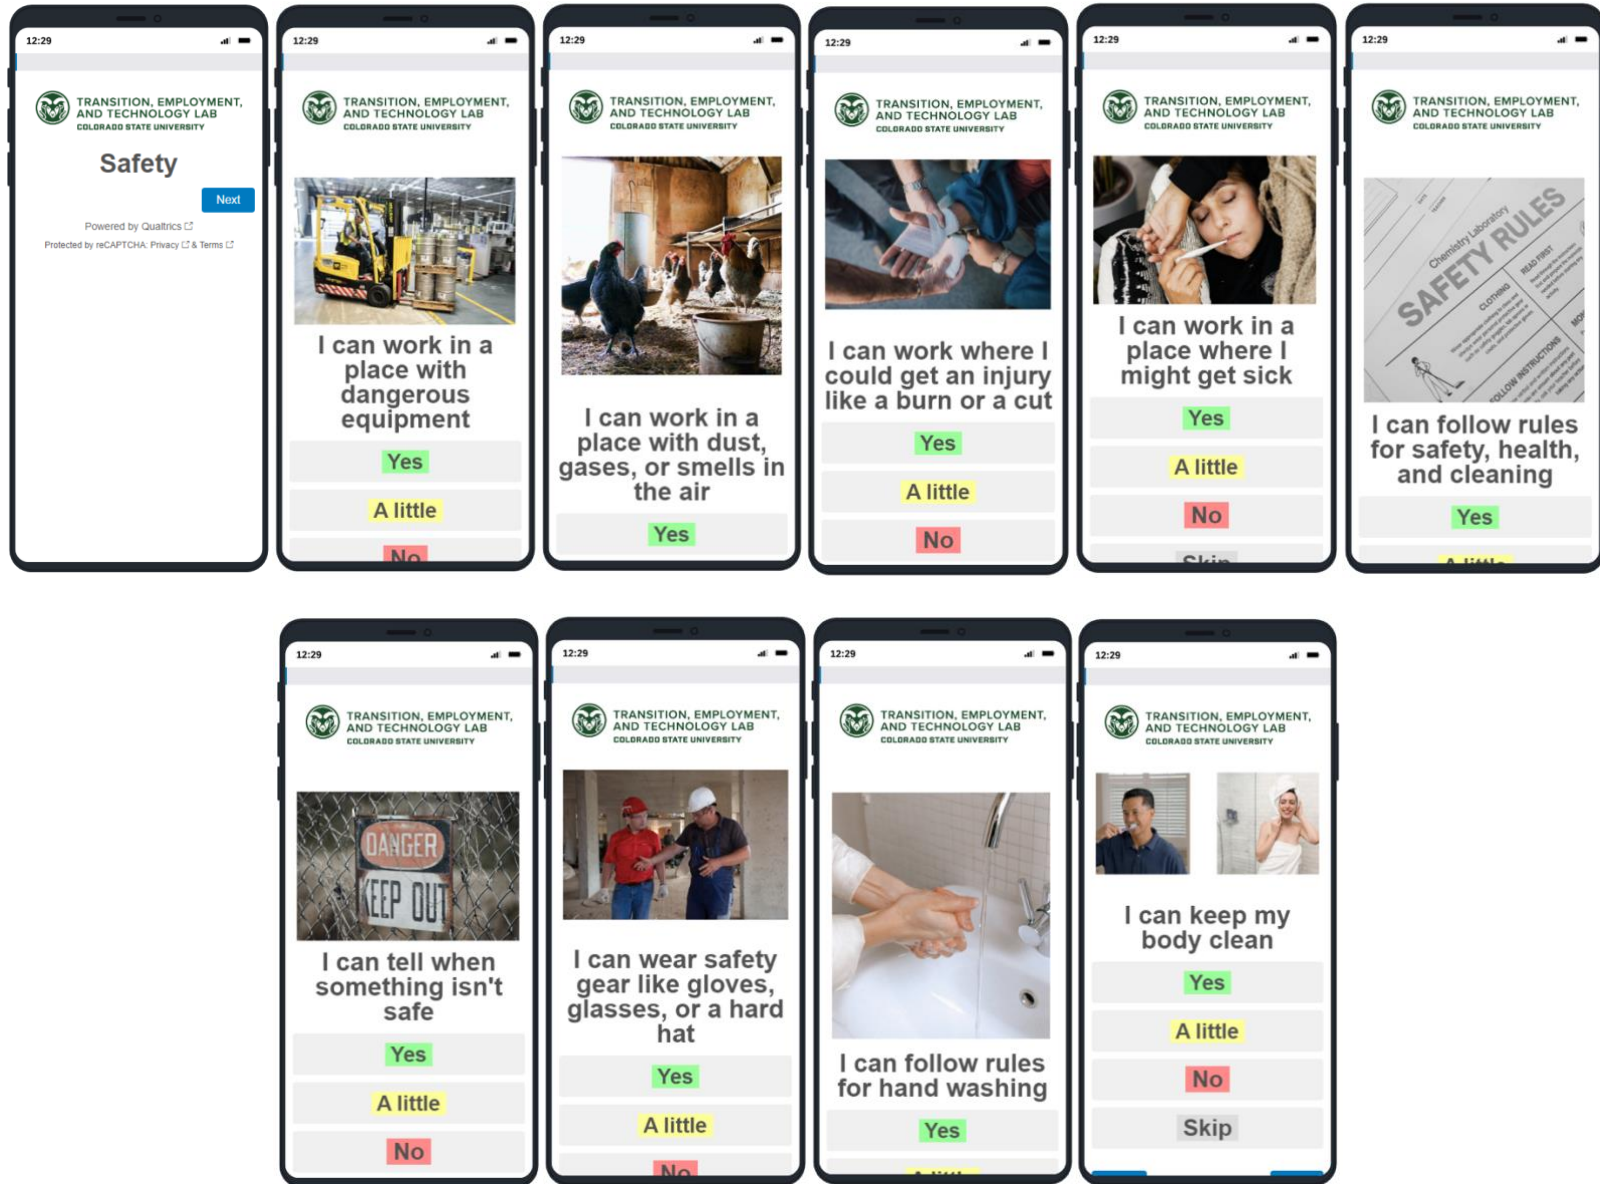 12:29
TRANSITION, EMPLOYMENT,
AND TECHNOLOGY LAB
COLORADO STATE UNIVERSITY
Safety
Next
Powered by Qualtrics
Protected by reCAPTCHA: Privacy & Terms
12:29
TRANSITION, EMPLOYMENT,
AND TECHNOLOGY LAB
COLORADO STATE UNIVERSITY
I can work in a
place with
dangerous
equipment
Yes
A little
No
12:29
TRANSITION, EMPLOYMENT,
AND TECHNOLOGY LAB
COLORADO STATE UNIVERSITY
I can work in a
place with dust,
gases, or smells in
the air
Yes
12:29
TRANSITION, EMPLOYMENT,
AND TECHNOLOGY LAB
COLORADO STATE UNIVERSITY
I can work where I
could get an injury
like a burn or a cut
Yes
A little
No
12:29
TRANSITION, EMPLOYMENT,
AND TECHNOLOGY LAB
COLORADO STATE UNIVERSITY
I can work in a
place where I
might get sick
Yes
A little
No
Skip
12:29
TRANSITION, EMPLOYMENT,
AND TECHNOLOGY LAB
COLORADO STATE UNIVERSITY
Chemistry Laboratory
SAFETY RULES
READ FIRST
CLOTHING
FOLLOW INSTRUCTIONS
I can follow rules
for safety, health,
and cleaning
Yes
A little
12:29
TRANSITION, EMPLOYMENT,
AND TECHNOLOGY LAB
COLORADO STATE UNIVERSITY
DANGER
KEEP OUT
I can tell when
something isn't
safe
Yes
A little
No
12:29
TRANSITION, EMPLOYMENT,
AND TECHNOLOGY LAB
COLORADO STATE UNIVERSITY
I can wear safety
gear like gloves,
glasses, or a hard
hat
Yes
A little
No
12:29
TRANSITION, EMPLOYMENT,
AND TECHNOLOGY LAB
COLORADO STATE UNIVERSITY
I can follow rules
for hand washing
Yes
A little
12:29
TRANSITION, EMPLOYMENT,
AND TECHNOLOGY LAB
COLORADO STATE UNIVERSITY
I can keep my
body clean
Yes
A little
No
Skip